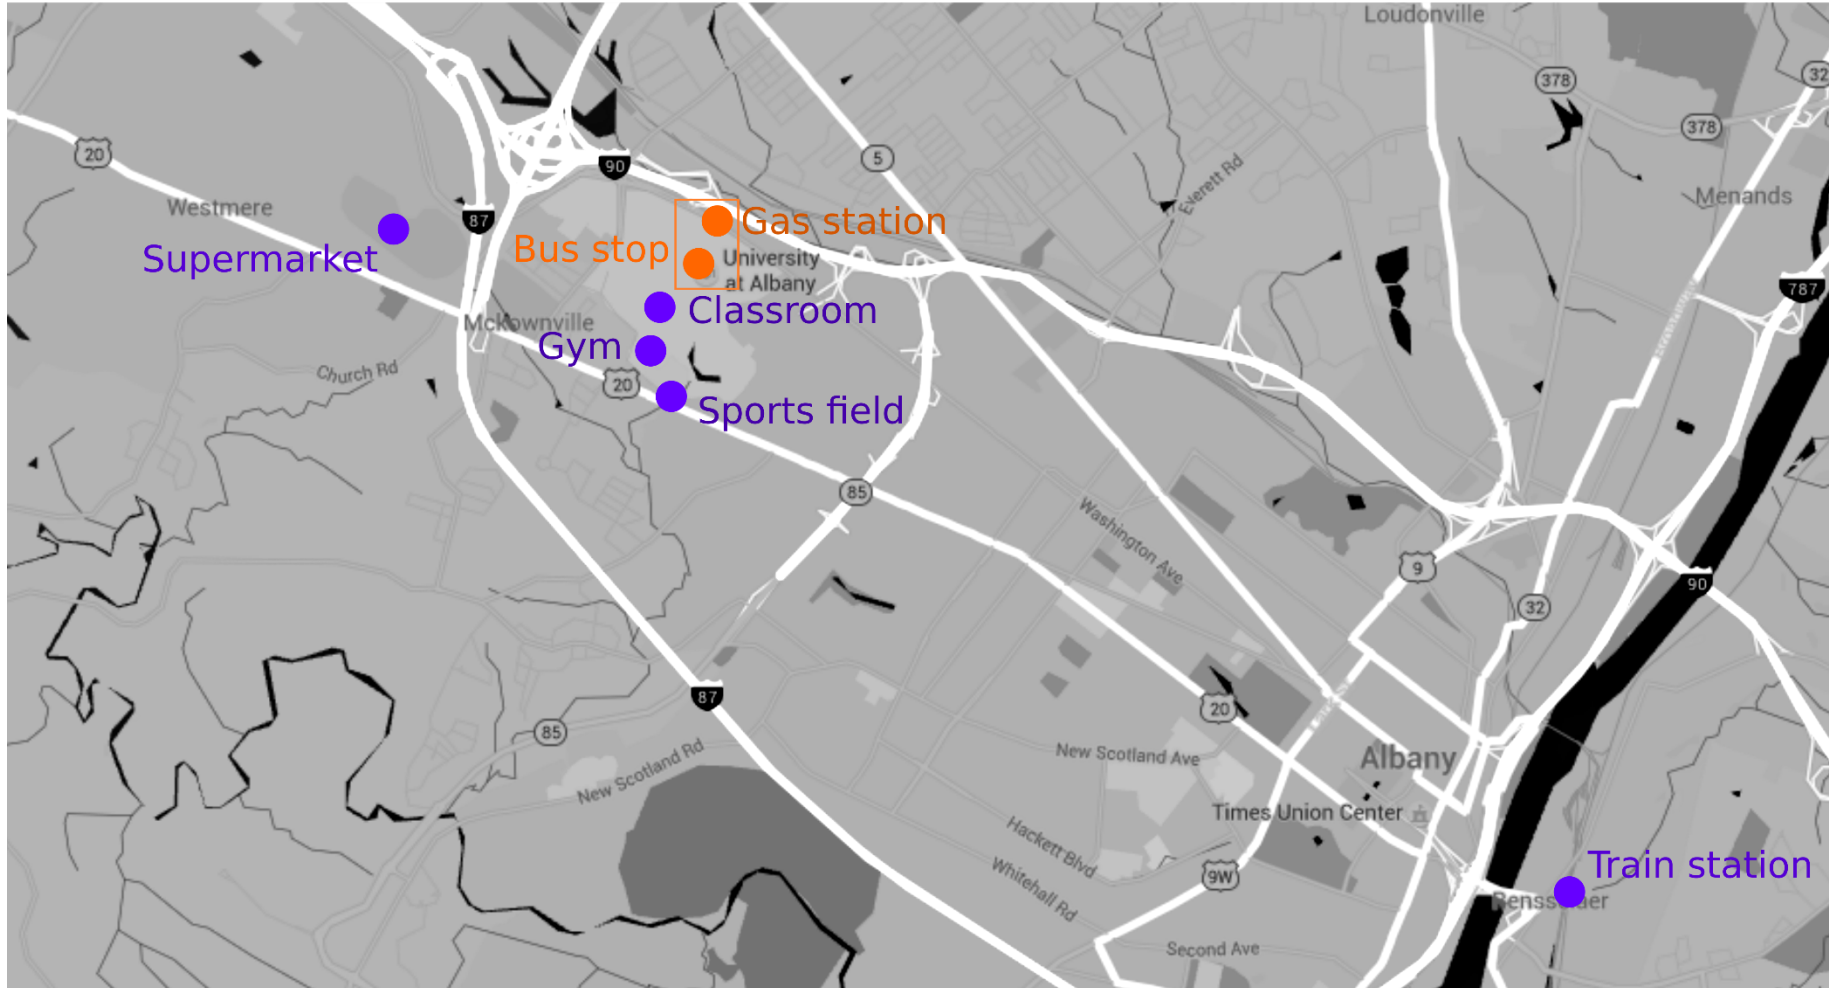 Loudonville
378
32
20
90
5
378
Everett Rd
Menands
Westmere
87
Gas station
Bus stop
University
at Albany
Supermarket
787
Classroom
Mckownville
Gym
Church Rd
20
Sports field
85
Washington Ave
9
90
32
87
20
85
New Scotland Rd
New Scotland Ave
Albany
Times Union Center
Hackett Blvd
Whitehall Rd
9W
Train station
Second Ave